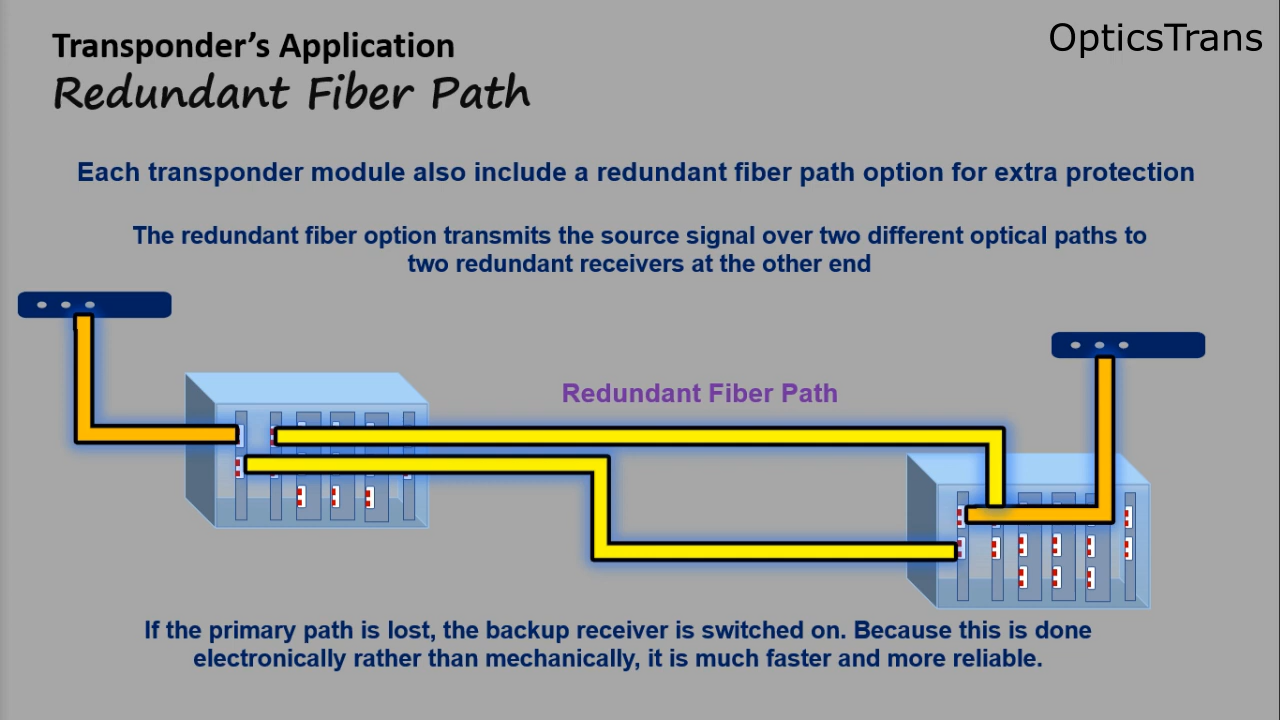 Transponder’s Application
OpticsTrans
Redundant Fiber Path
Each transponder module also include a redundant fiber path option for extra protection
The redundant fiber option transmits the source signal over two different optical paths to
two redundant receivers at the other end
Redundant Fiber Path
If the primary path is lost, the backup receiver is switched on. Because this is done
electronically rather than mechanically, it is much faster and more reliable.